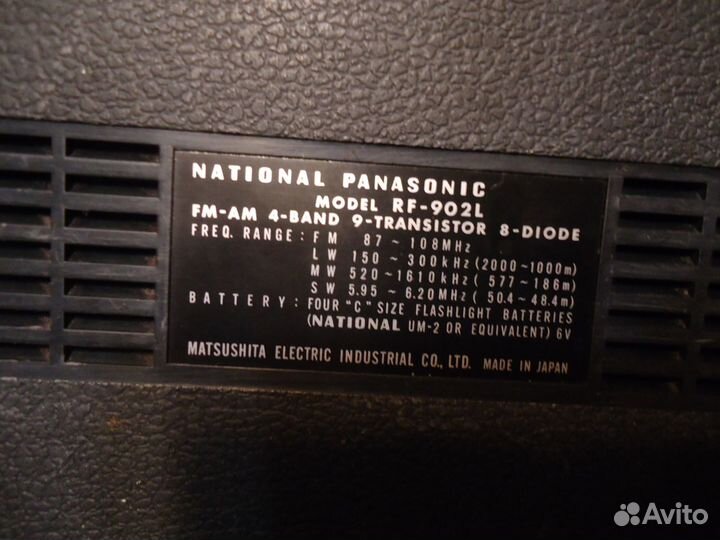 NATIONAL PANASONIC
MODEL RF-902L
FM-AM 4-BAND 9-TRANSISTOR 8-DIODE
FREQ. RANGE : FM 87 ~ 108MHz
LW 150 ~ 300kHz (2000~1000m)
MW 520~1610kHz ( 577~186m)
SW 5.95 ~ 6.20MHz ( 50.4~48.4m)
BATTERY : FOUR "C" SIZE FLASHLIGHT BATTERIES
(NATIONAL UM-2 OR EQUIVALENT) 6V
MATSUSHITA ELECTRIC INDUSTRIAL CO., LTD. MADE IN JAPAN
Avito